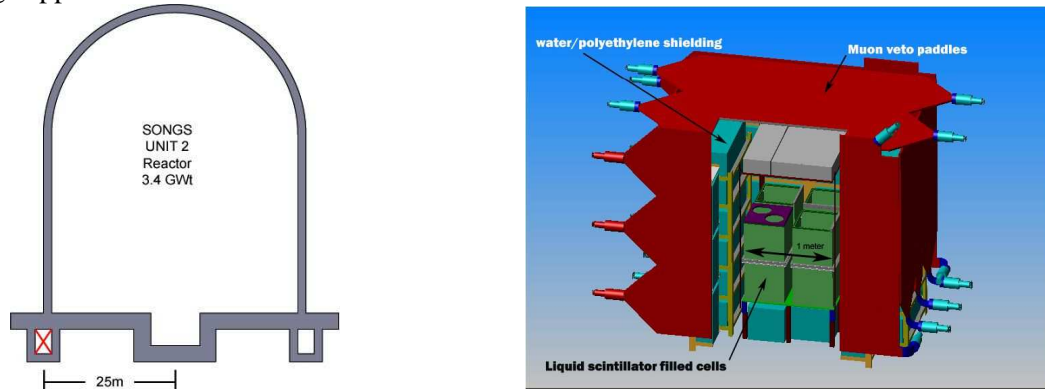 SONGS
UNIT 2
Reactor
3.4 GWt
25m
water/polyethylene shielding
Muon veto paddles
1 meter
Liquid scintillator filled cells